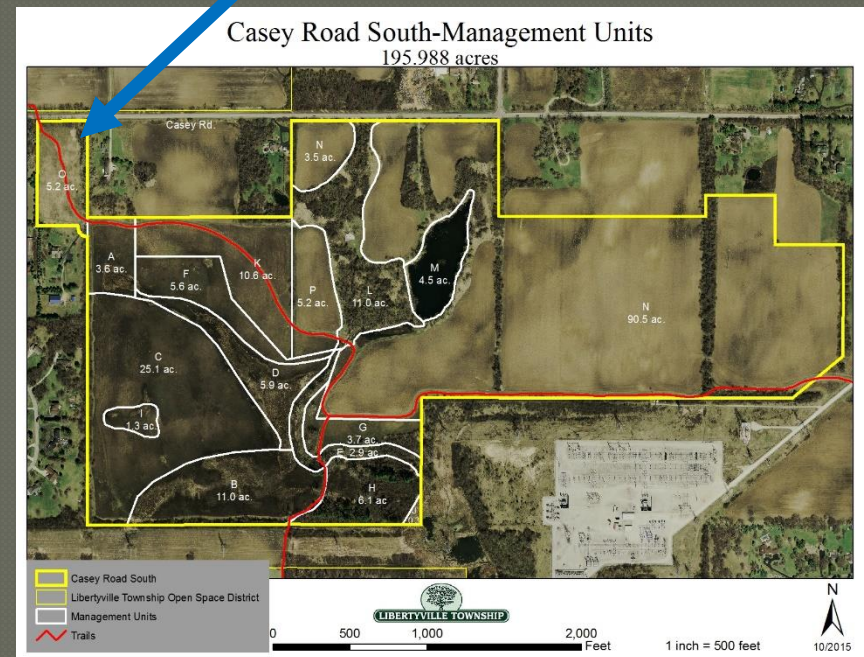 Casey Road South-Management Units
195.988 acres
Casey Rd.
N
3.5 ac.
O
5.2 ac.
A
3.6 ac.
F
5.6 ac.
K
10.6 ac.
P
5.2 ac.
L
11.0 ac.
M
4.5 ac.
N
90.5 ac.
C
25.1 ac.
D
5.9 ac.
I
1.3 ac.
G
3.7 ac.
E 2.9 ac.
B
11.0 ac.
H
6.1 ac.
Casey Road South
Libertyville Township Open Space District
Management Units
Trails
LIBERTYVILLE TOWNSHIP
0 500 1,000 2,000
Feet
1 inch = 500 feet
N
10/2015